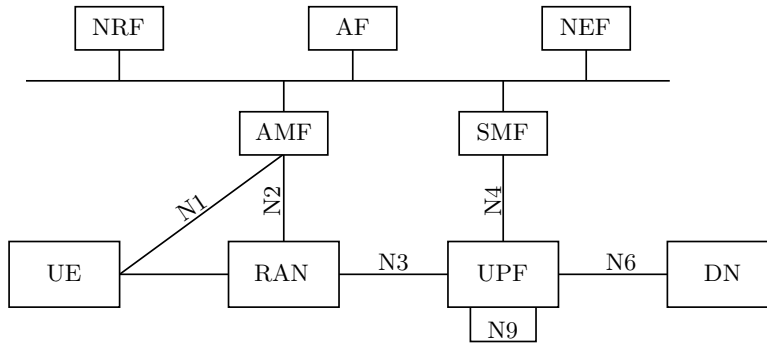 NRF AF NEF
AMF SMF
N1 N2 N4
UE RAN N3 UPF N6 DN
N9